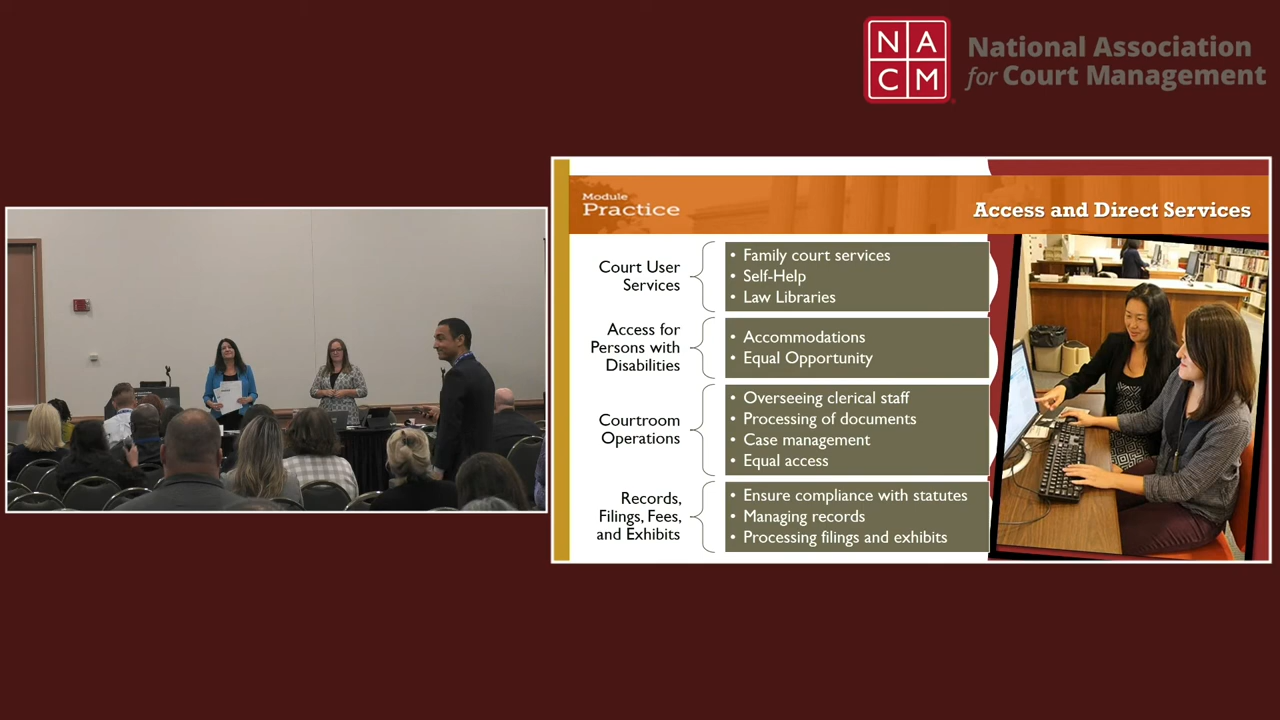 N A
C M
National Association
for Court Management
Module
Practice
Access and Direct Services
Court User
Services
• Family court services
• Self-Help
• Law Libraries
Access for
Persons with
Disabilities
• Accommodations
• Equal Opportunity
Courtroom
Operations
• Overseeing clerical staff
• Processing of documents
• Case management
• Equal access
Records,
Filings, Fees,
and Exhibits
• Ensure compliance with statutes
• Managing records
• Processing filings and exhibits